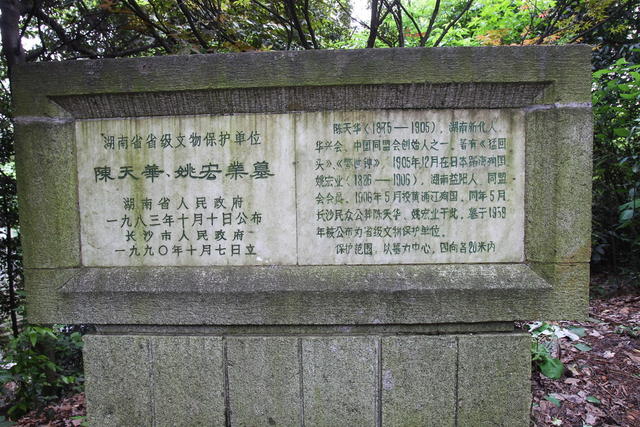 湖南省省级文物保护单位
陳天華、姚宏業墓
湖南省人民政府
一九八三年十月十日公布
长沙市人民政府
一九九〇年十月七日立
陈天华(1875—1905),湖南新化人,
华兴会、中国同盟会创始人之一,著有《猛回
头》、《警世钟》,1905年12月在日本蹈海殉国
姚宏业(1826—1906),湖南益阳人,同盟
会会员,1906年5月投黄浦江殉国,同年5月
长沙民众公葬陈天华、姚宏业于此,墓于1959
年核公布为省级文物保护单位。
保护范围,以墓为中心,四向各20米内